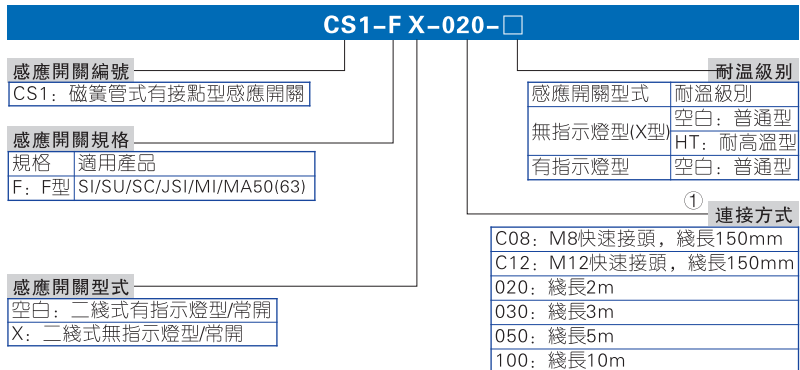 CS1-F X-020-□
感應開關編號
CS1：磁簧管式有接點型感應開關
感應開關規格
規格 適用產品
F：F型 SI/SU/SC/JSI/MI/MA50(63)
感應開關型式
空白：二綫式有指示燈型/常開
X：二綫式無指示燈型/常開
耐温級别
感應開關型式 耐溫級別
無指示燈型(X型) 空白：普通型
HT：耐高溫型
有指示燈型 空白：普通型
① 連接方式
C08：M8快速接頭，綫長150mm
C12：M12快速接頭，綫長150mm
020：綫長2m
030：綫長3m
050：綫長5m
100：綫長10m